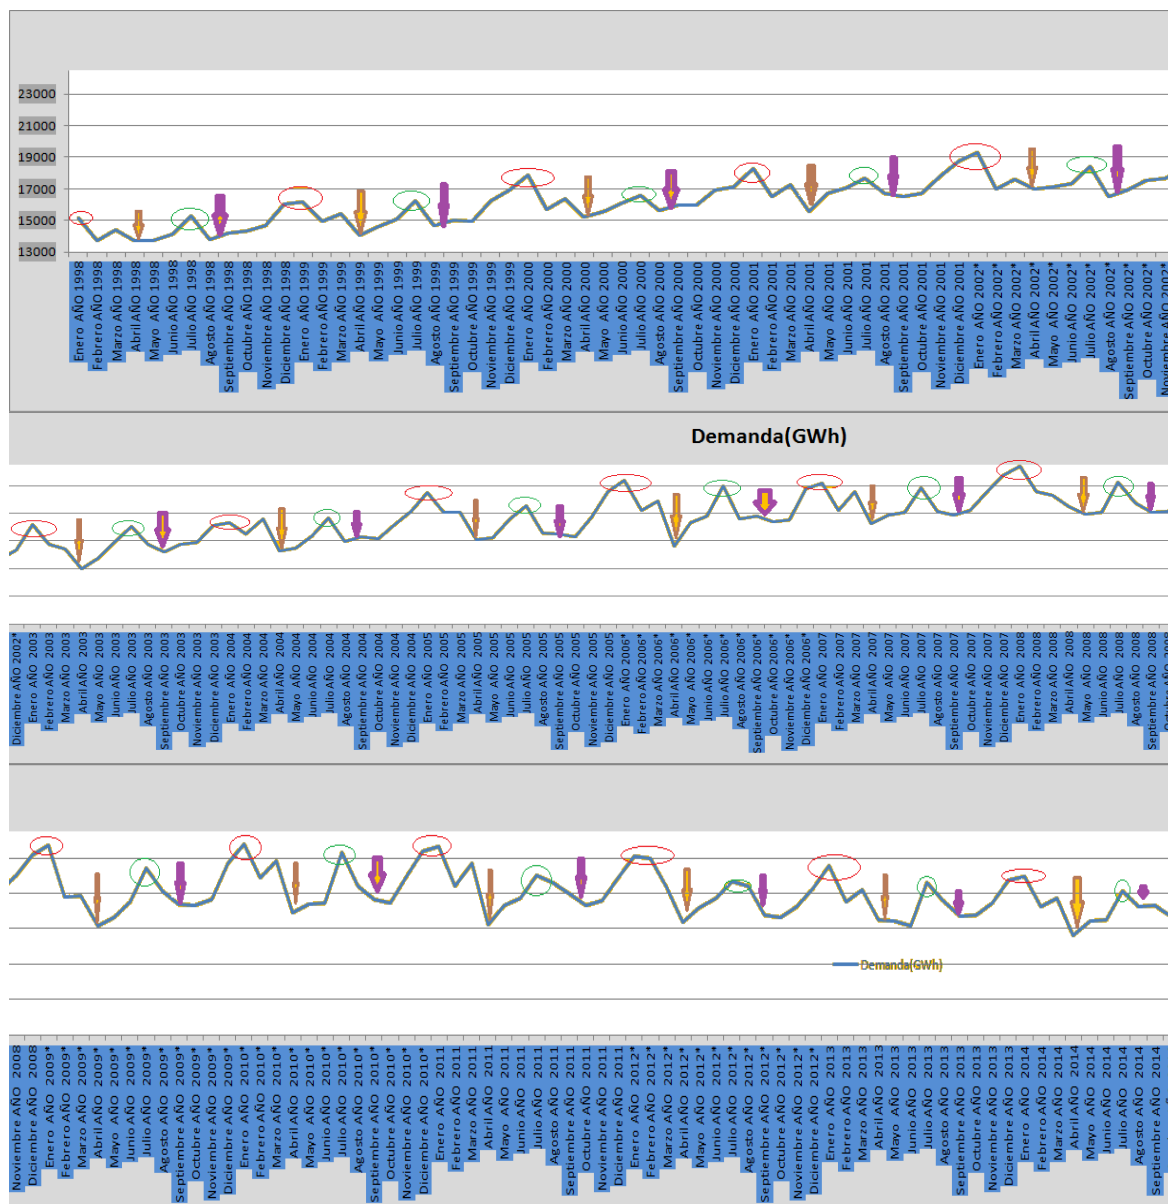 23000
21000
19000
17000
15000
13000
Enero AÑO 1998
Febrero AÑO 1998
Marzo AÑO 1998
Abril AÑO 1998
Mayo AÑO 1998
Junio AÑO 1998
Julio AÑO 1998
Agosto AÑO 1998
Septiembre AÑO 1998
Octubre AÑO 1998
Noviembre AÑO 1998
Diciembre AÑO 1998
Enero AÑO 1999
Febrero AÑO 1999
Marzo AÑO 1999
Abril AÑO 1999
Mayo AÑO 1999
Junio AÑO 1999
Julio AÑO 1999
Agosto AÑO 1999
Septiembre AÑO 1999
Octubre AÑO 1999
Noviembre AÑO 1999
Diciembre AÑO 1999
Enero AÑO 2000
Febrero AÑO 2000
Marzo AÑO 2000
Abril AÑO 2000
Mayo AÑO 2000
Junio AÑO 2000
Julio AÑO 2000
Agosto AÑO 2000
Septiembre AÑO 2000
Octubre AÑO 2000
Noviembre AÑO 2000
Diciembre AÑO 2000
Enero AÑO 2001
Febrero AÑO 2001
Marzo AÑO 2001
Abril AÑO 2001
Mayo AÑO 2001
Junio AÑO 2001
Julio AÑO 2001
Agosto AÑO 2001
Septiembre AÑO 2001
Octubre AÑO 2001
Noviembre AÑO 2001
Diciembre AÑO 2001
Enero AÑO 2002*
Febrero AÑO 2002*
Marzo AÑO 2002*
Abril AÑO 2002*
Mayo AÑO 2002*
Junio AÑO 2002*
Julio AÑO 2002*
Agosto AÑO 2002*
Septiembre AÑO 2002*
Octubre AÑO 2002*
Noviembre AÑO 2002*
Demanda(GWh)
Diciembre AÑO 2002*
Enero AÑO 2003
Febrero AÑO 2003
Marzo AÑO 2003
Abril AÑO 2003
Mayo AÑO 2003
Junio AÑO 2003
Julio AÑO 2003
Agosto AÑO 2003
Septiembre AÑO 2003
Octubre AÑO 2003
Noviembre AÑO 2003
Diciembre AÑO 2003
Enero AÑO 2004
Febrero AÑO 2004
Marzo AÑO 2004
Abril AÑO 2004
Mayo AÑO 2004
Junio AÑO 2004
Julio AÑO 2004
Agosto AÑO 2004
Septiembre AÑO 2004
Octubre AÑO 2004
Noviembre AÑO 2004
Diciembre AÑO 2004
Enero AÑO 2005
Febrero AÑO 2005
Marzo AÑO 2005
Abril AÑO 2005
Mayo AÑO 2005
Junio AÑO 2005
Julio AÑO 2005
Agosto AÑO 2005
Septiembre AÑO 2005
Octubre AÑO 2005
Noviembre AÑO 2005
Diciembre AÑO 2005
Enero AÑO 2006*
Febrero AÑO 2006*
Marzo AÑO 2006*
Abril AÑO 2006*
Mayo AÑO 2006*
Junio AÑO 2006*
Julio AÑO 2006*
Agosto AÑO 2006*
Septiembre AÑO 2006*
Octubre AÑO 2006*
Noviembre AÑO 2006*
Diciembre AÑO 2006*
Enero AÑO 2007
Febrero AÑO 2007
Marzo AÑO 2007
Abril AÑO 2007
Mayo AÑO 2007
Junio AÑO 2007
Julio AÑO 2007
Agosto AÑO 2007
Septiembre AÑO 2007
Octubre AÑO 2007
Noviembre AÑO 2007
Diciembre AÑO 2007
Enero AÑO 2008
Febrero AÑO 2008
Marzo AÑO 2008
Abril AÑO 2008
Mayo AÑO 2008
Junio AÑO 2008
Julio AÑO 2008
Agosto AÑO 2008
Septiembre AÑO 2008
Demanda(GWh)
Noviembre AÑO 2008
Diciembre AÑO 2008
Enero AÑO 2009*
Febrero AÑO 2009*
Marzo AÑO 2009*
Abril AÑO 2009*
Mayo AÑO 2009*
Junio AÑO 2009*
Julio AÑO 2009*
Agosto AÑO 2009*
Septiembre AÑO 2009*
Octubre AÑO 2009*
Noviembre AÑO 2009*
Diciembre AÑO 2009*
Enero AÑO 2010*
Febrero AÑO 2010*
Marzo AÑO 2010*
Abril AÑO 2010*
Mayo AÑO 2010*
Junio AÑO 2010*
Julio AÑO 2010*
Agosto AÑO 2010*
Septiembre AÑO 2010*
Octubre AÑO 2010*
Noviembre AÑO 2010*
Diciembre AÑO 2010*
Enero AÑO 2011
Febrero AÑO 2011
Marzo AÑO 2011
Abril AÑO 2011
Mayo AÑO 2011
Junio AÑO 2011
Julio AÑO 2011
Agosto AÑO 2011
Septiembre AÑO 2011
Octubre AÑO 2011
Noviembre AÑO 2011
Diciembre AÑO 2011
Enero AÑO 2012*
Febrero AÑO 2012*
Marzo AÑO 2012*
Abril AÑO 2012*
Mayo AÑO 2012*
Junio AÑO 2012*
Julio AÑO 2012*
Agosto AÑO 2012*
Septiembre AÑO 2012*
Octubre AÑO 2012*
Noviembre AÑO 2012*
Diciembre AÑO 2012*
Enero AÑO 2013
Febrero AÑO 2013
Marzo AÑO 2013
Abril AÑO 2013
Mayo AÑO 2013
Junio AÑO 2013
Julio AÑO 2013
Agosto AÑO 2013
Septiembre AÑO 2013
Octubre AÑO 2013
Noviembre AÑO 2013
Diciembre AÑO 2013
Enero AÑO 2014
Febrero AÑO 2014
Marzo AÑO 2014
Abril AÑO 2014
Mayo AÑO 2014
Junio AÑO 2014
Julio AÑO 2014
Agosto AÑO 2014
Septiembre AÑO 2014